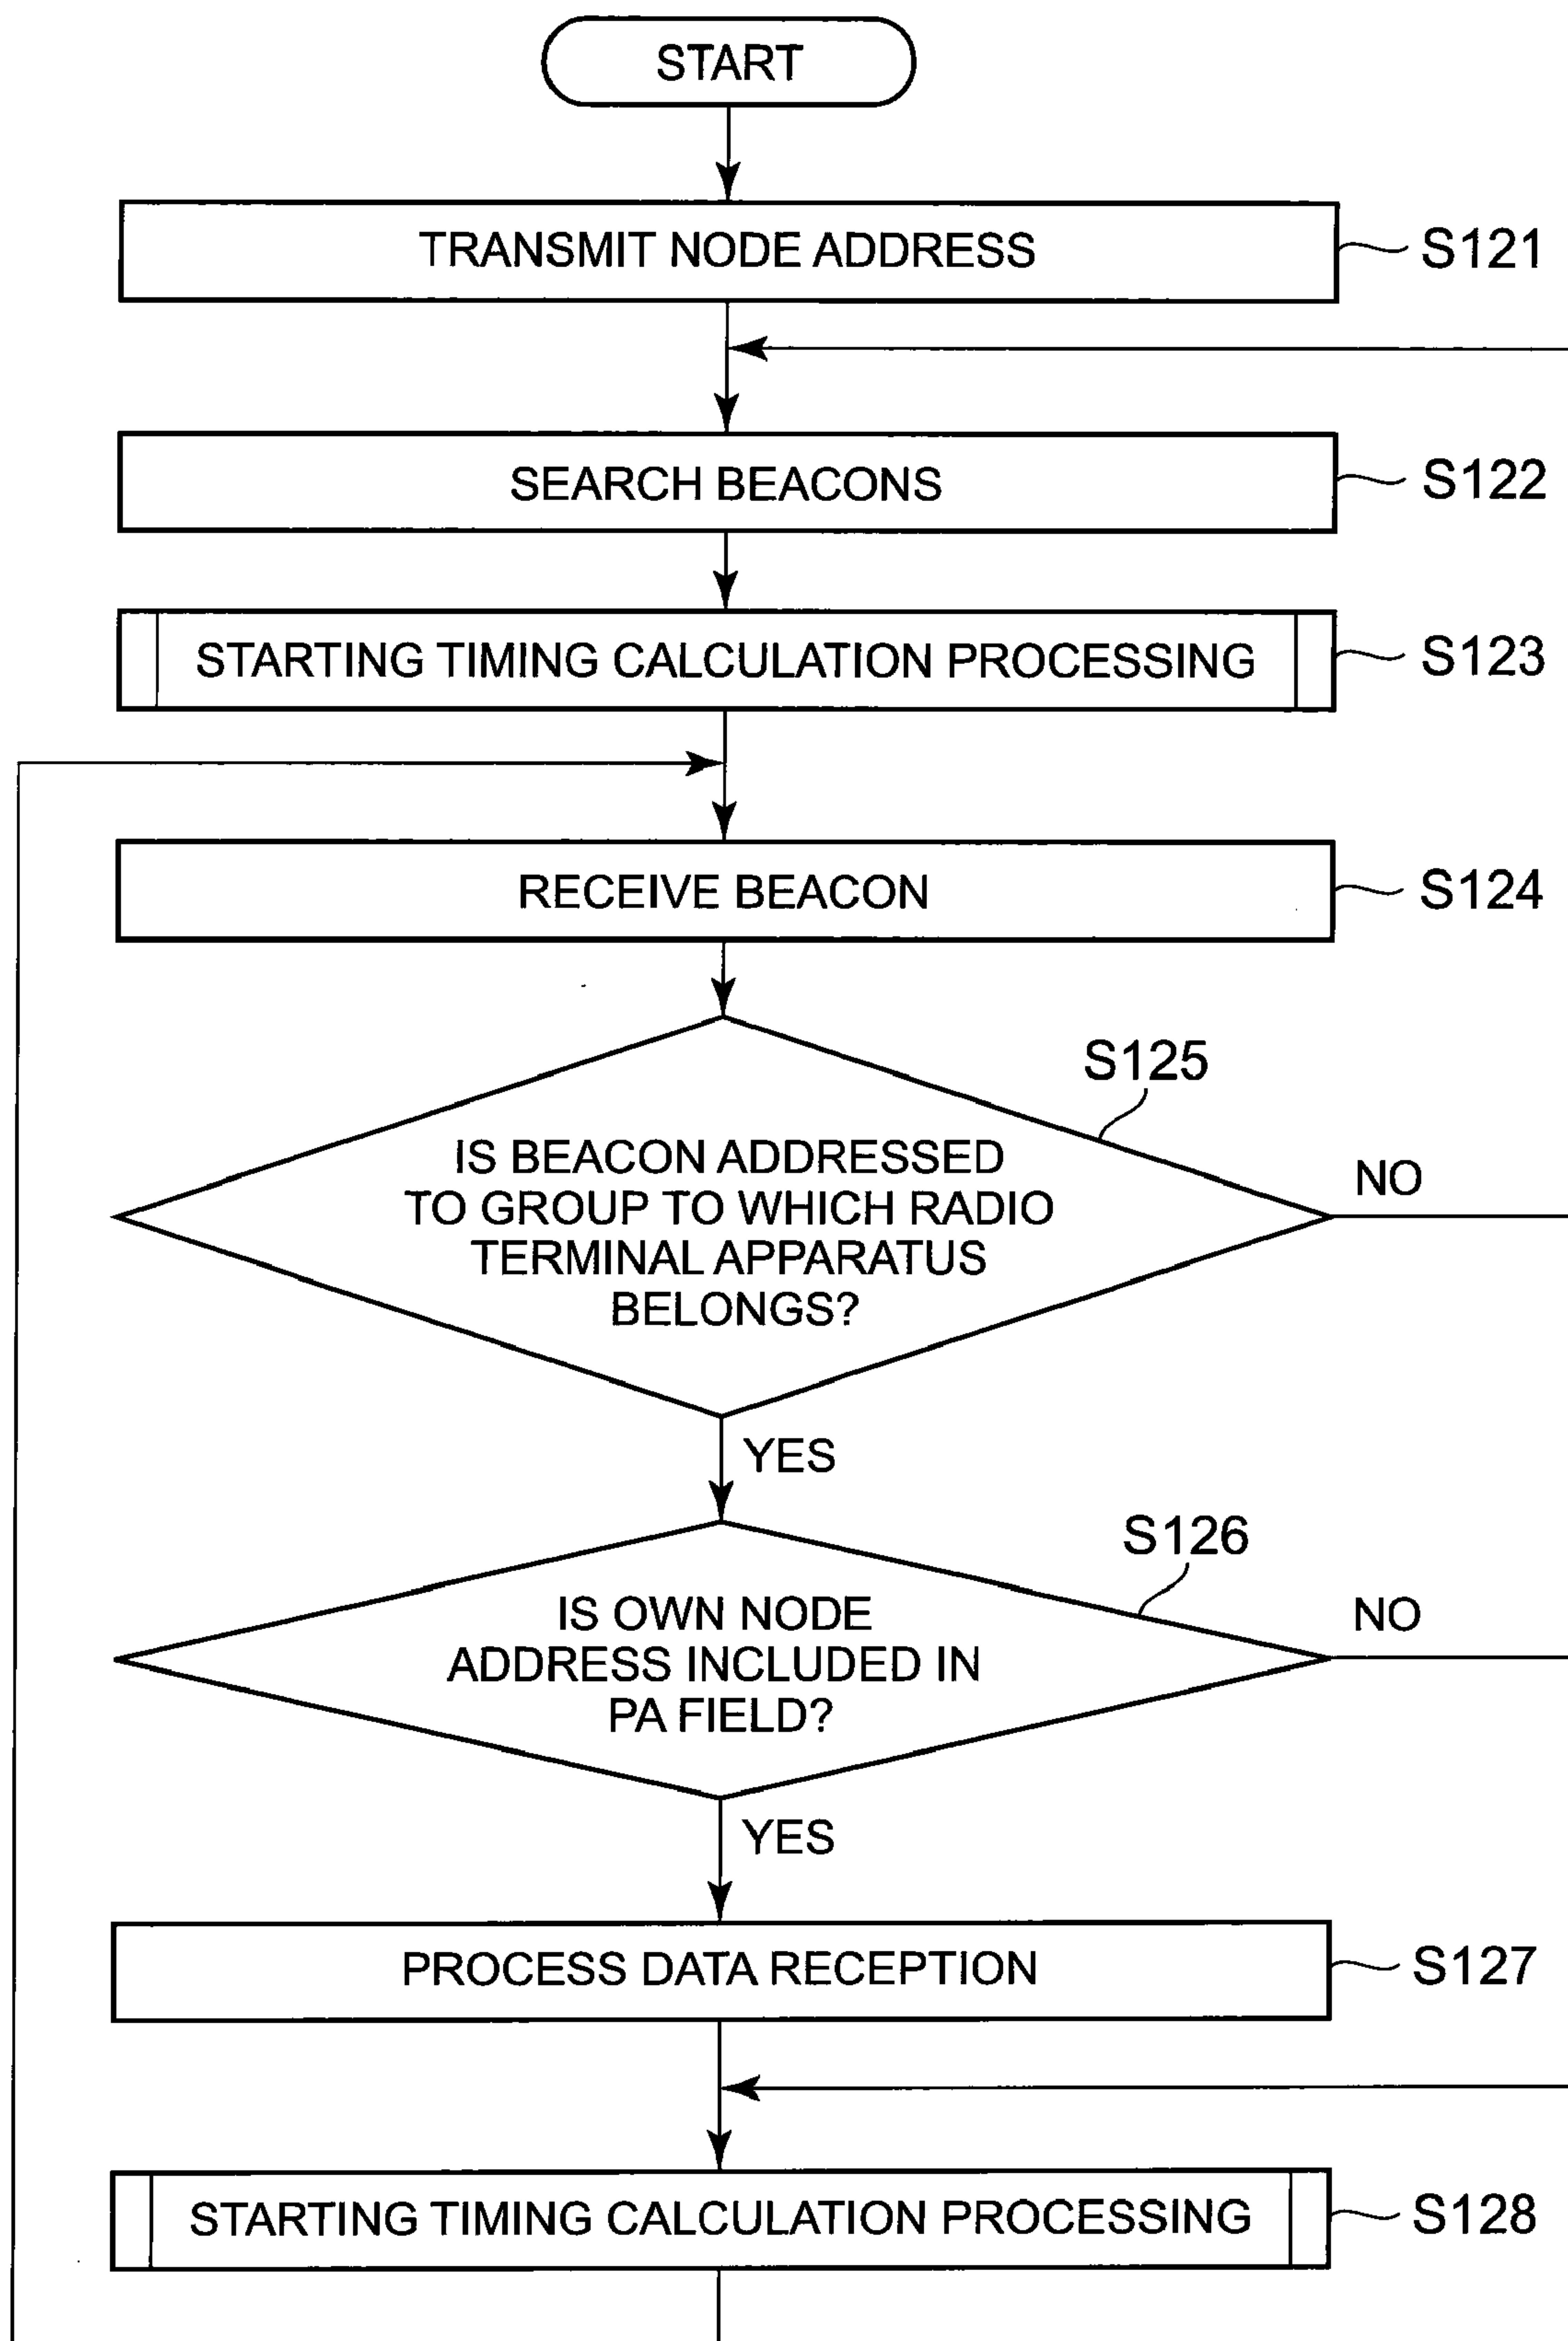 START
TRANSMIT NODE ADDRESS
S121
SEARCH BEACONS
S122
STARTING TIMING CALCULATION PROCESSING
S123
RECEIVE BEACON
S124
S125
IS BEACON ADDRESSED
TO GROUP TO WHICH RADIO
TERMINAL APPARATUS
BELONGS?
NO
YES
S126
IS OWN NODE
ADDRESS INCLUDED IN
PA FIELD?
NO
YES
PROCESS DATA RECEPTION
S127
STARTING TIMING CALCULATION PROCESSING
S128